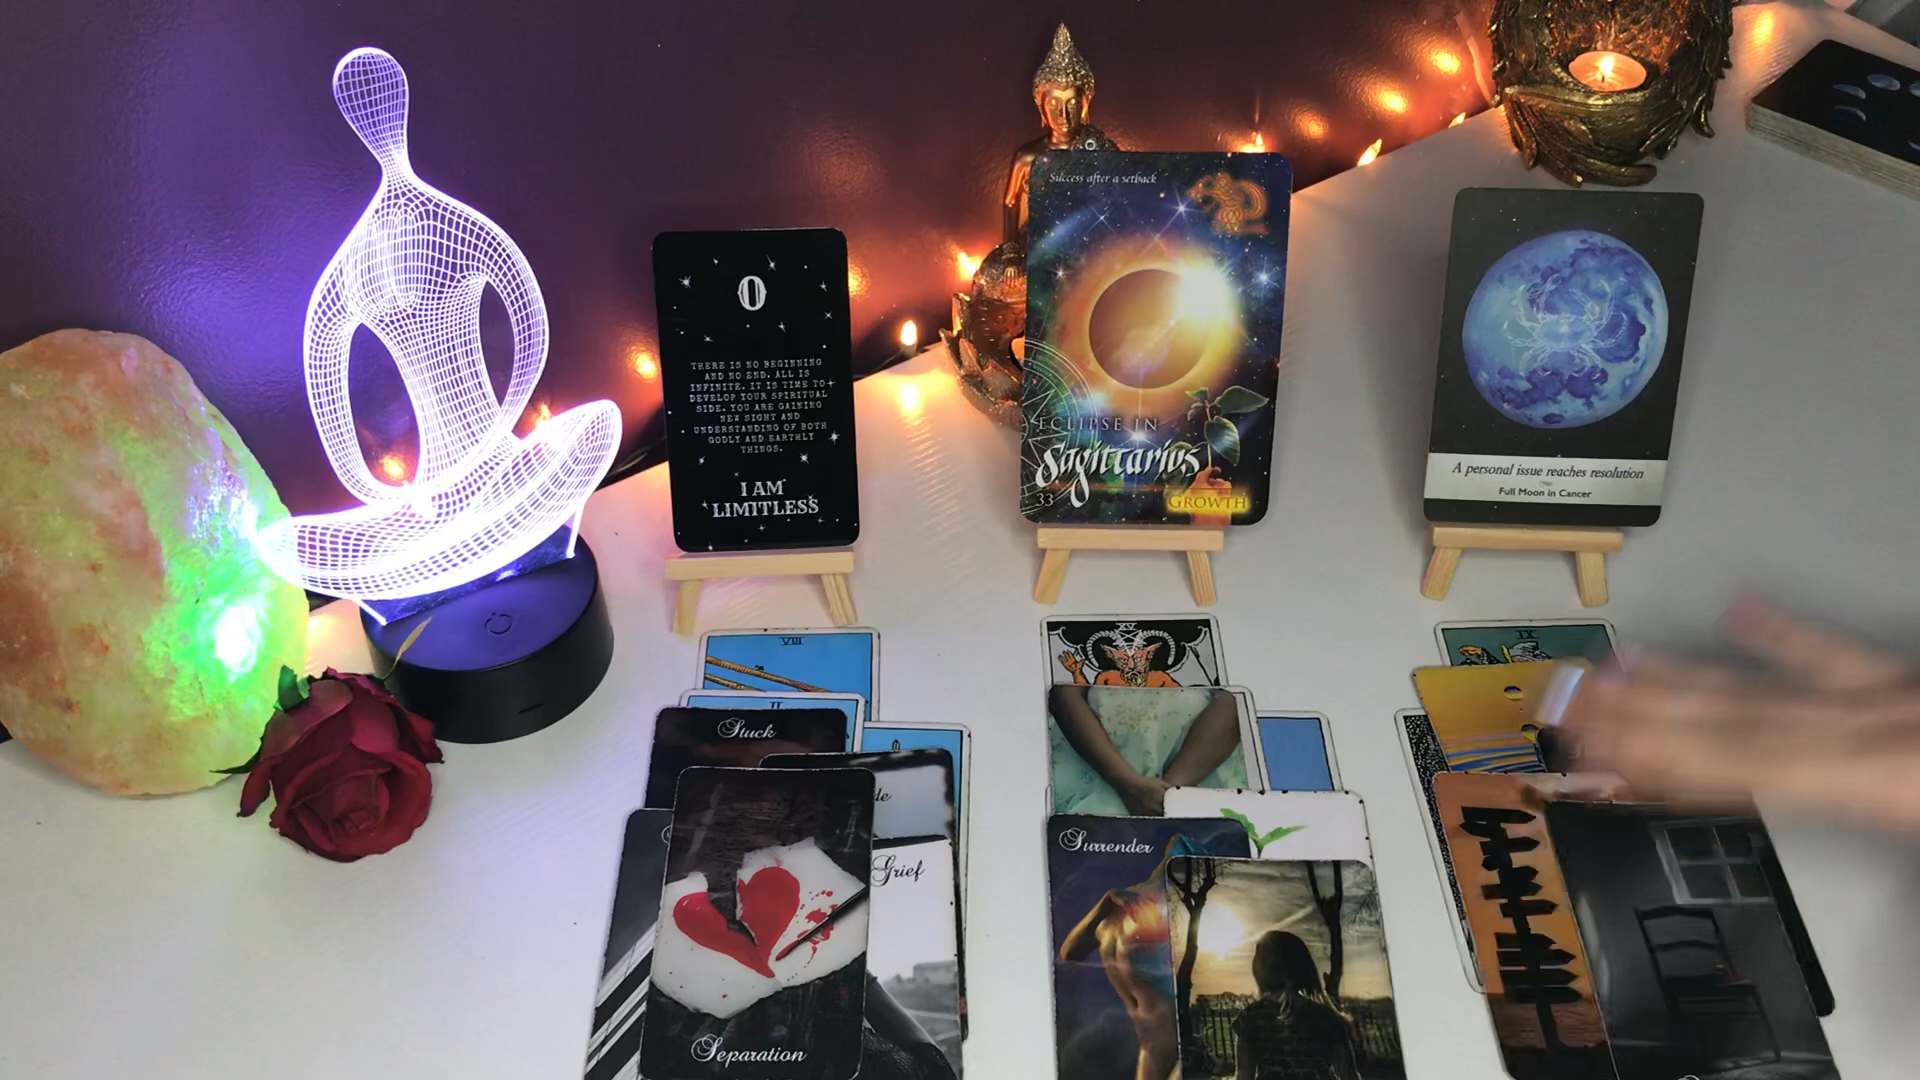 0
THERE IS NO BEGINNING
AND NO END. ALL IS
INFINITE. IT IS TIME TO
DEVELOP YOUR SPIRITUAL
SIDE. YOU ARE GAINING
NEW SIGHT AND
UNDERSTANDING OF BOTH
GODLY AND EARTHLY
THINGS.
I AM
LIMITLESS
Success after a setback
ECLIPSE IN
Sagittarius
33
GROWTH
A personal issue reaches resolution
Full Moon in Cancer
VIII
II
Stuck
Grief
Separation
XV
Surrender
IX